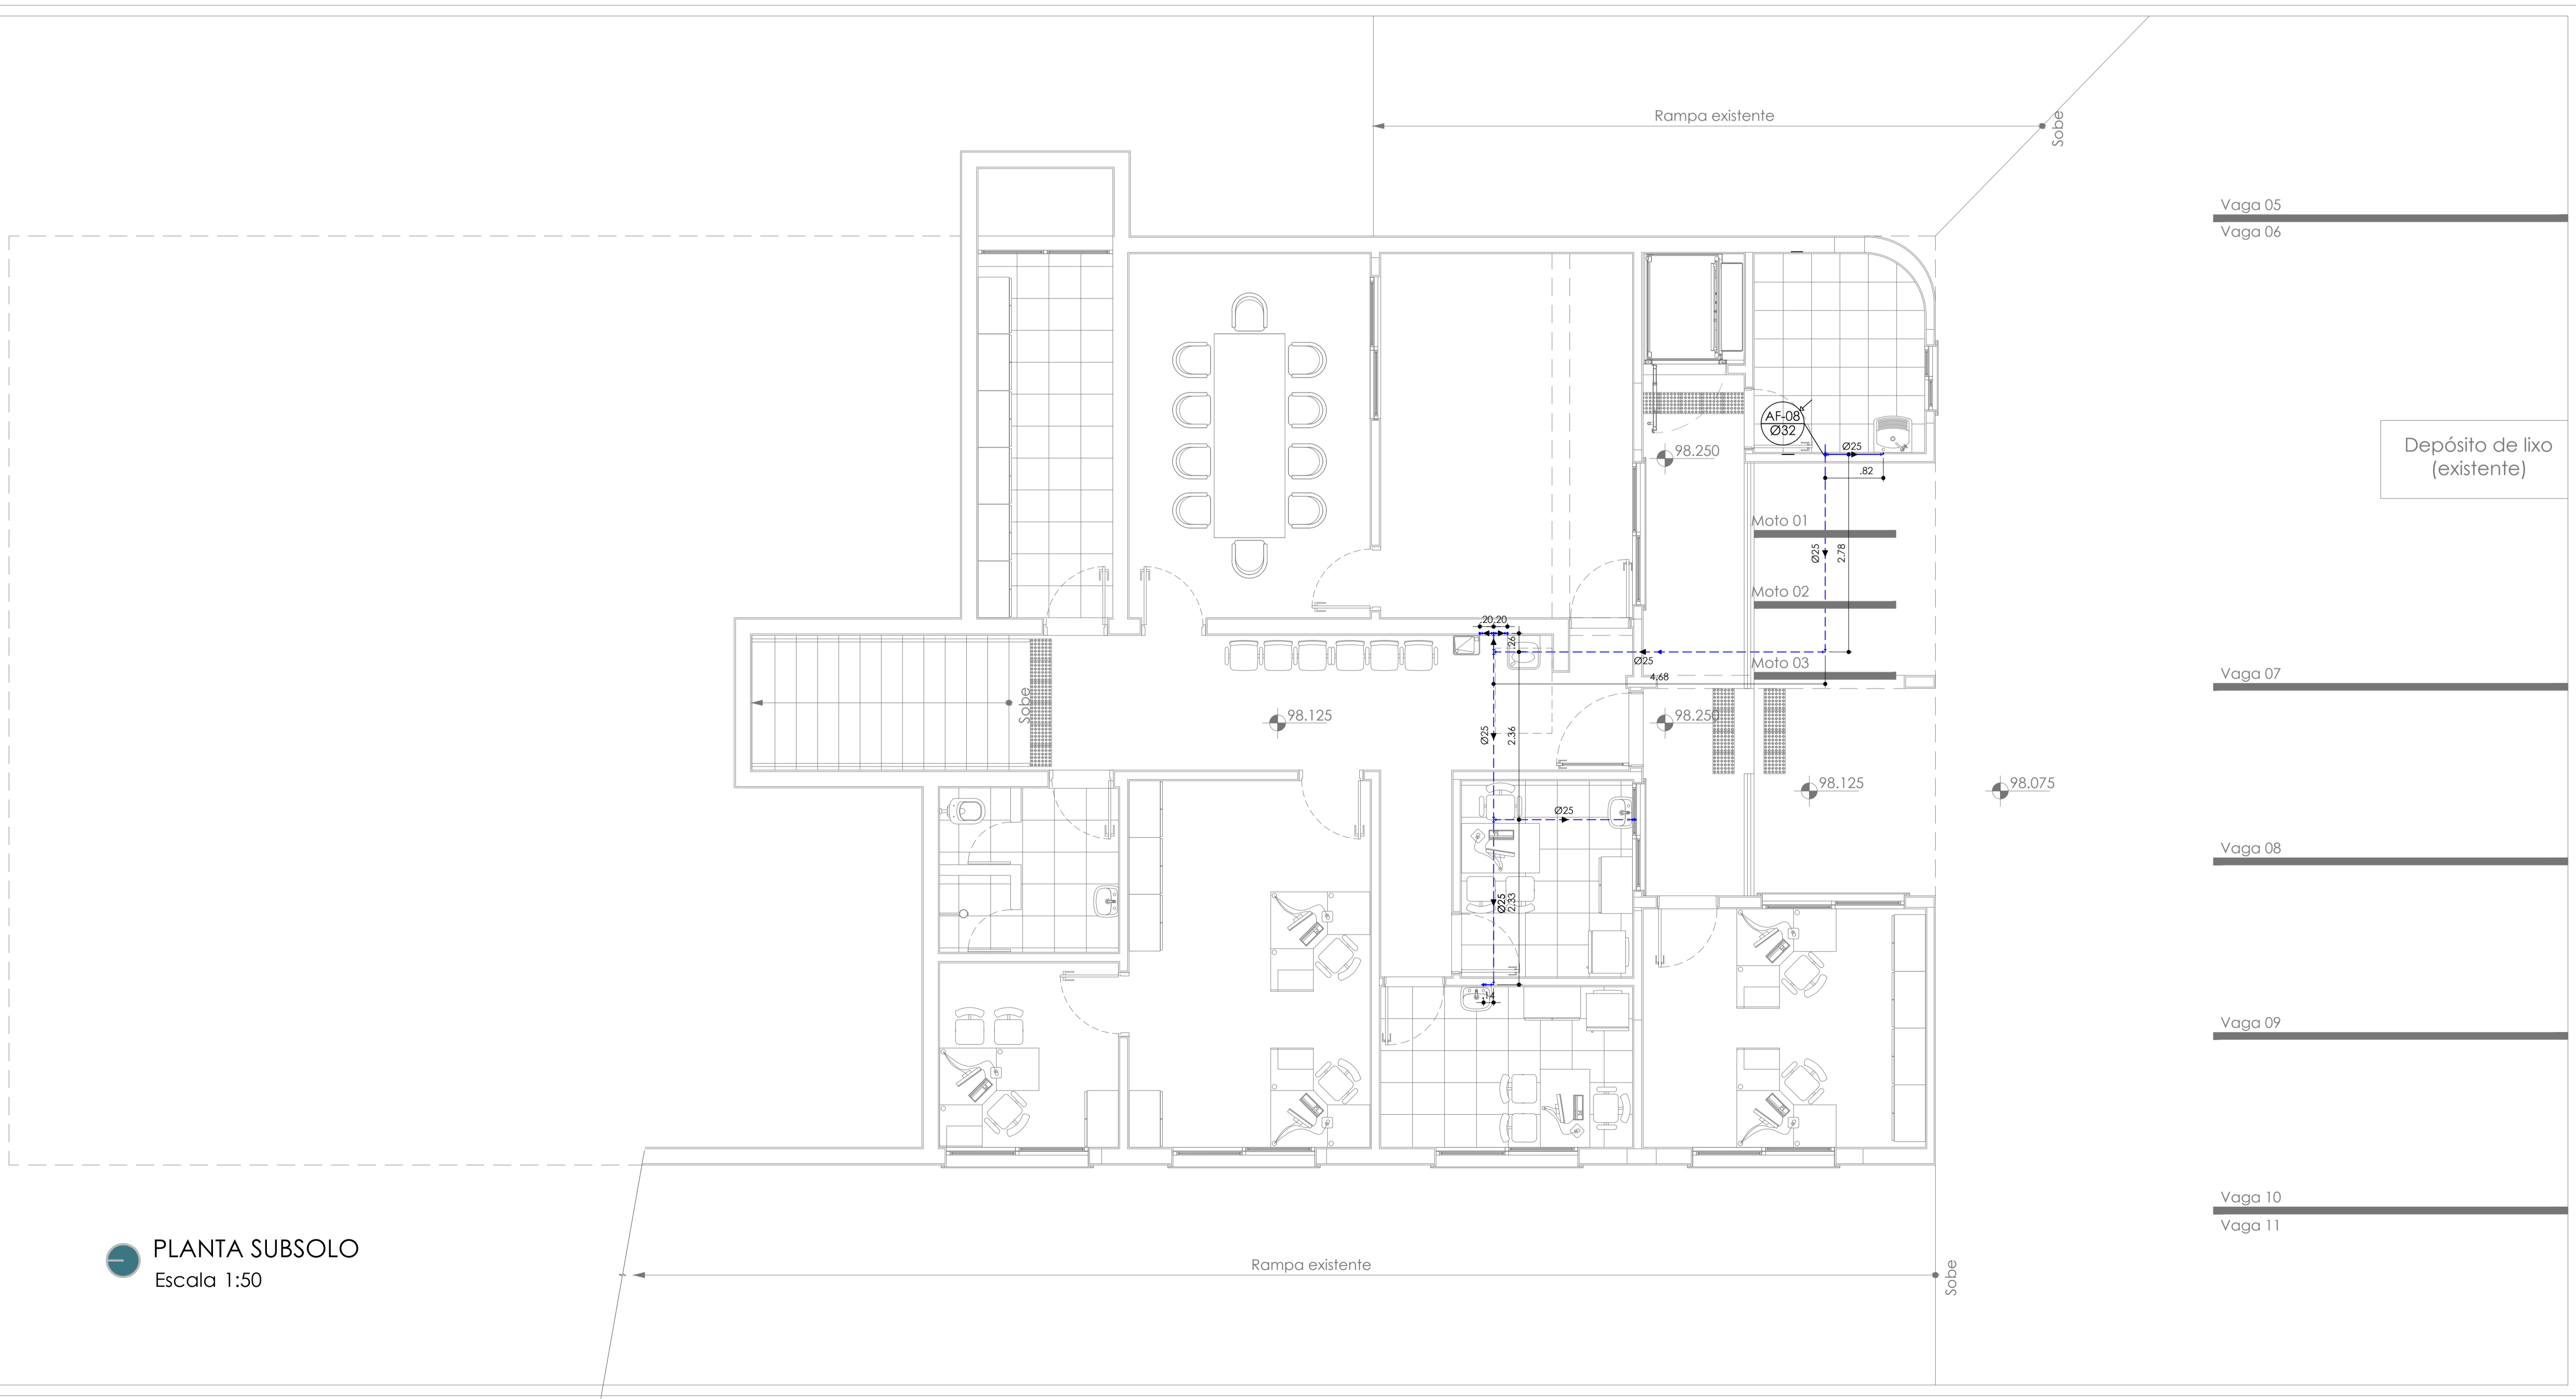 Rampa existente
Sobe
Vaga 05
Vaga 06
AF-08
Ø32
Ø25
.82
98.250
Depósito de lixo
(existente)
Moto 01
Ø25
2.78
Moto 02
.20
.20
.26
Ø25
Moto 03
4.68
Vaga 07
Sobe
98.125
98.250
Ø25
2.36
98.125
98.075
Ø25
Vaga 08
Ø25
2.33
.14
Vaga 09
Vaga 10
Vaga 11
PLANTA SUBSOLO
Escala 1:50
Rampa existente
Sobe